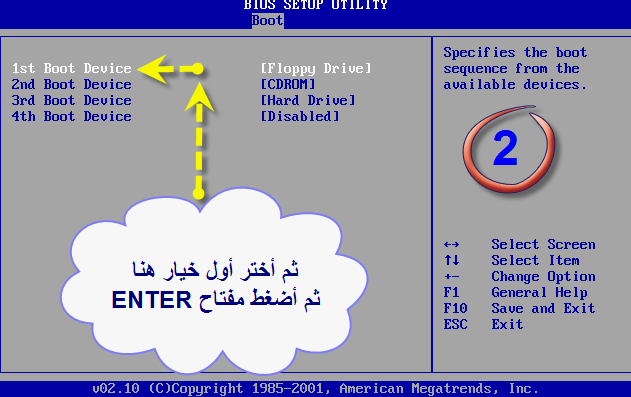 BIOS SETUP UTILITY
Boot
1st Boot Device [Floppy Drive]
2nd Boot Device [CDROM]
3rd Boot Device [Hard Drive]
4th Boot Device [Disabled]
Specifies the boot
sequence from the
available devices.
2
ثم أختر أول خيار هنا
ثم أضغط مفتاح ENTER
↔ Select Screen
↑↓ Select Item
+- Change Option
F1 General Help
F10 Save and Exit
ESC Exit
v02.10 (C)Copyright 1985-2001, American Megatrends, Inc.